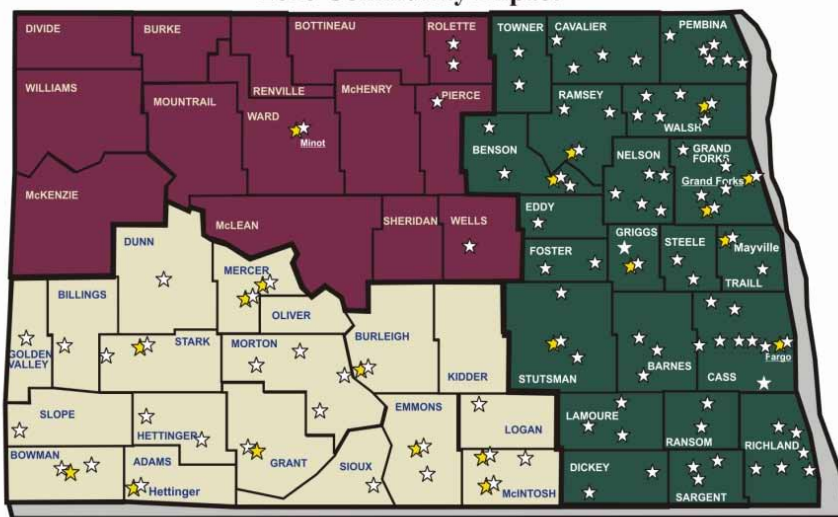 DIVIDE
BURKE
BOTTINEAU
ROLETTE
TOWNER
CAVALIER
PEMBINA
WILLIAMS
RENVILLE
McHENRY
PIERCE
RAMSEY
MOUNTRAIL
WARD
Minot
WALSH
BENSON
NELSON
GRAND
FORKS
Grand Forks
McKENZIE
McLEAN
SHERIDAN
WELLS
EDDY
DUNN
FOSTER
GRIGGS
STEELE
Mayville
TRAILL
MERCER
BILLINGS
OLIVER
BURLEIGH
GOLDEN
VALLEY
STARK
MORTON
KIDDER
STUTSMAN
BARNES
CASS
Fargo
SLOPE
HETTINGER
EMMONS
LOGAN
LAMOURE
RANSOM
RICHLAND
BOWMAN
ADAMS
Hettinger
GRANT
SIOUX
McINTOSH
DICKEY
SARGENT